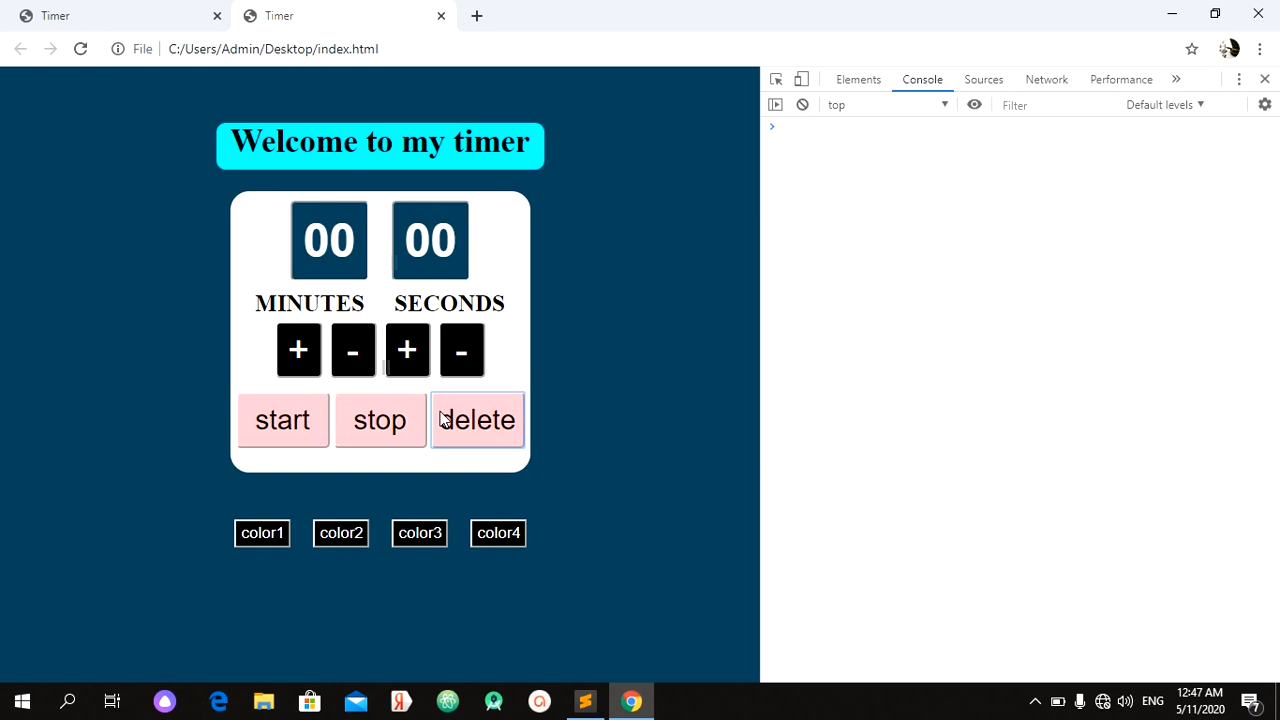 Timer
Timer
File
C:/Users/Admin/Desktop/index.html
Elements Console Sources Network Performance »
top
Filter
Default levels
Welcome to my timer
00 00
MINUTES SECONDS
+ - + -
start stop delete
color1 color2 color3 color4
ENG
12:47 AM
5/11/2020
7